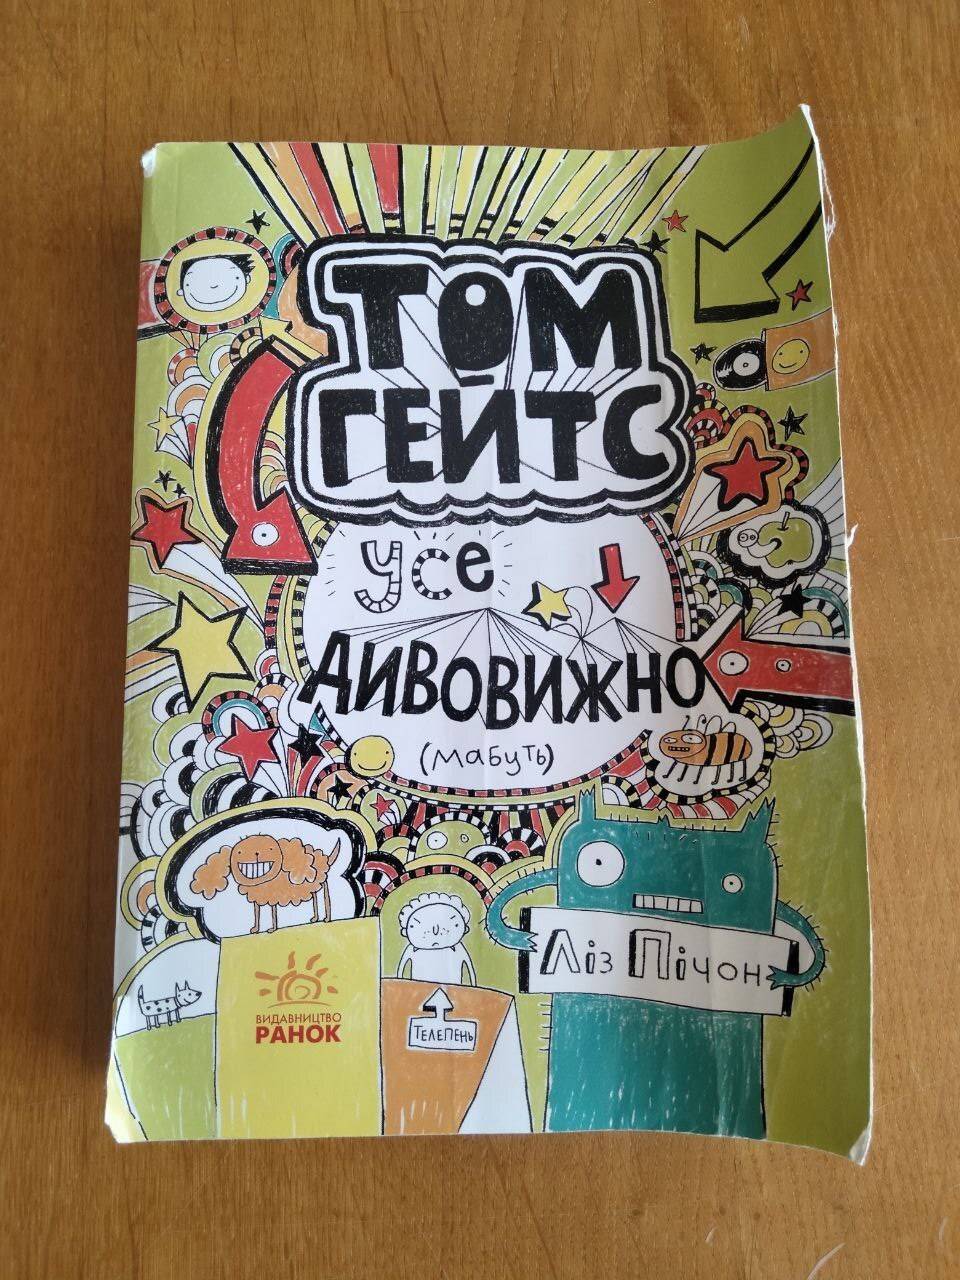 ТОМ
ГЕЙТС
усе
ДИВОВИЖНО
(мабуть)
Ліз Пічон
ВИДАВНИЦТВО
РАНОК
ТЕЛЕПЕНЬ